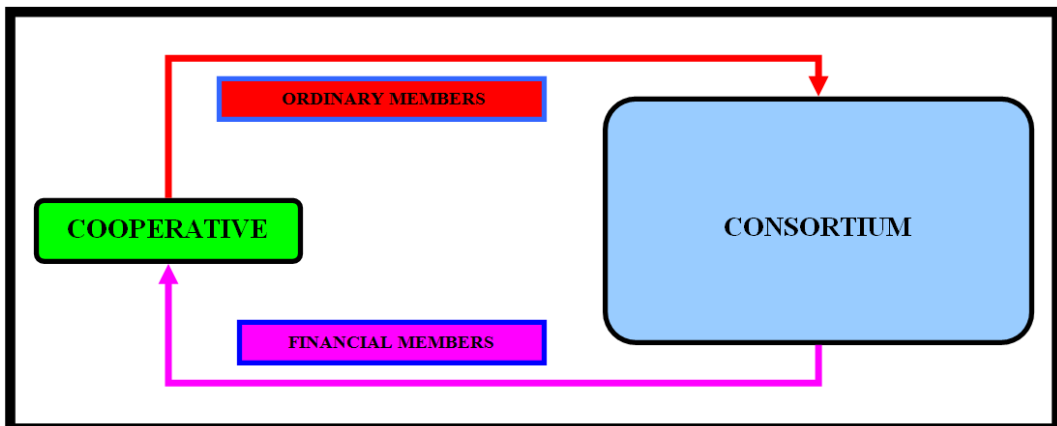 ORDINARY MEMBERS
COOPERATIVE
CONSORTIUM
FINANCIAL MEMBERS